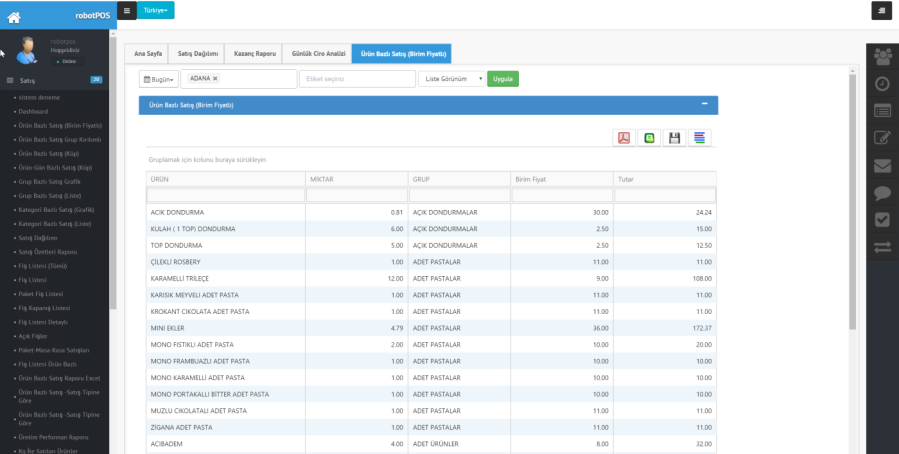 robotPOS
Türkiye
robotpos
Hoşgeldiniz
Online
Satış
20
sistem deneme
Dashboard
Ürün Bazlı Satış (Birim Fiyatlı)
Ürün Bazlı Satış Grup Kırılımlı
Ürün Bazlı Satış (Küp)
Ürün-Gün Bazlı Satış (Küp)
Grup Bazlı Satış Grafik
Grup Bazlı Satış (Liste)
Kategori Bazlı Satış (Grafik)
Kategori Bazlı Satış (Liste)
Satış Dağılımı
Satış Özetleri Raporu
Fiş Listesi (Tümü)
Fiş Listesi
Paket Fiş Listesi
Fiş Kapanış Listesi
Fiş Listesi Detaylı
Açık Fişler
Paket-Masa-Kasa Satışları
Fiş Listesi Ürün Bazlı
Ürün Bazlı Satış Raporu Excel
Ürün Bazlı Satış -Satış Tipine
Göre
Ürün Bazlı Satış -Satış Tipine
Göre
Üretim Performan Raporu
Kg İle Satılan Ürünler
Ana Sayfa Satış Dağılımı Kazanç Raporu Günlük Ciro Analizi Ürün Bazlı Satış (Birim Fiyatlı)
Bugün ADANA × Etiket seçiniz Liste Görünüm Uygula
Ürün Bazlı Satış (Birim Fiyatlı)
Gruplamak için kolunu buraya sürükleyin
ÜRÜN MİKTAR GRUP Birim Fiyat Tutar
ACIK DONDURMA 0.81 AÇIK DONDURMALAR 30.00 24.24
KULAH ( 1 TOP) DONDURMA 6.00 AÇIK DONDURMALAR 2.50 15.00
TOP DONDURMA 5.00 AÇIK DONDURMALAR 2.50 12.50
ÇİLEKLİ ROSBERY 1.00 ADET PASTALAR 11.00 11.00
KARAMELLİ TRİLEÇE 12.00 ADET PASTALAR 9.00 108.00
KARISIK MEYVELI ADET PASTA 1.00 ADET PASTALAR 11.00 11.00
KROKANT CIKOLATA ADET PASTA 1.00 ADET PASTALAR 11.00 11.00
MINI EKLER 4.79 ADET PASTALAR 36.00 172.37
MONO FISTIKLI ADET PASTA 2.00 ADET PASTALAR 10.00 20.00
MONO FRAMBUAZLI ADET PASTA 1.00 ADET PASTALAR 10.00 10.00
MONO KARAMELLİ ADET PASTA 1.00 ADET PASTALAR 10.00 10.00
MONO PORTAKALLI BİTTER ADET PASTA 1.00 ADET PASTALAR 10.00 10.00
MUZLU CIKOLATALI ADET PASTA 1.00 ADET PASTALAR 11.00 11.00
ZİGANA ADET PASTA 1.00 ADET PASTALAR 11.00 11.00
ACIBADEM 4.00 ADET ÜRÜNLER 8.00 32.00